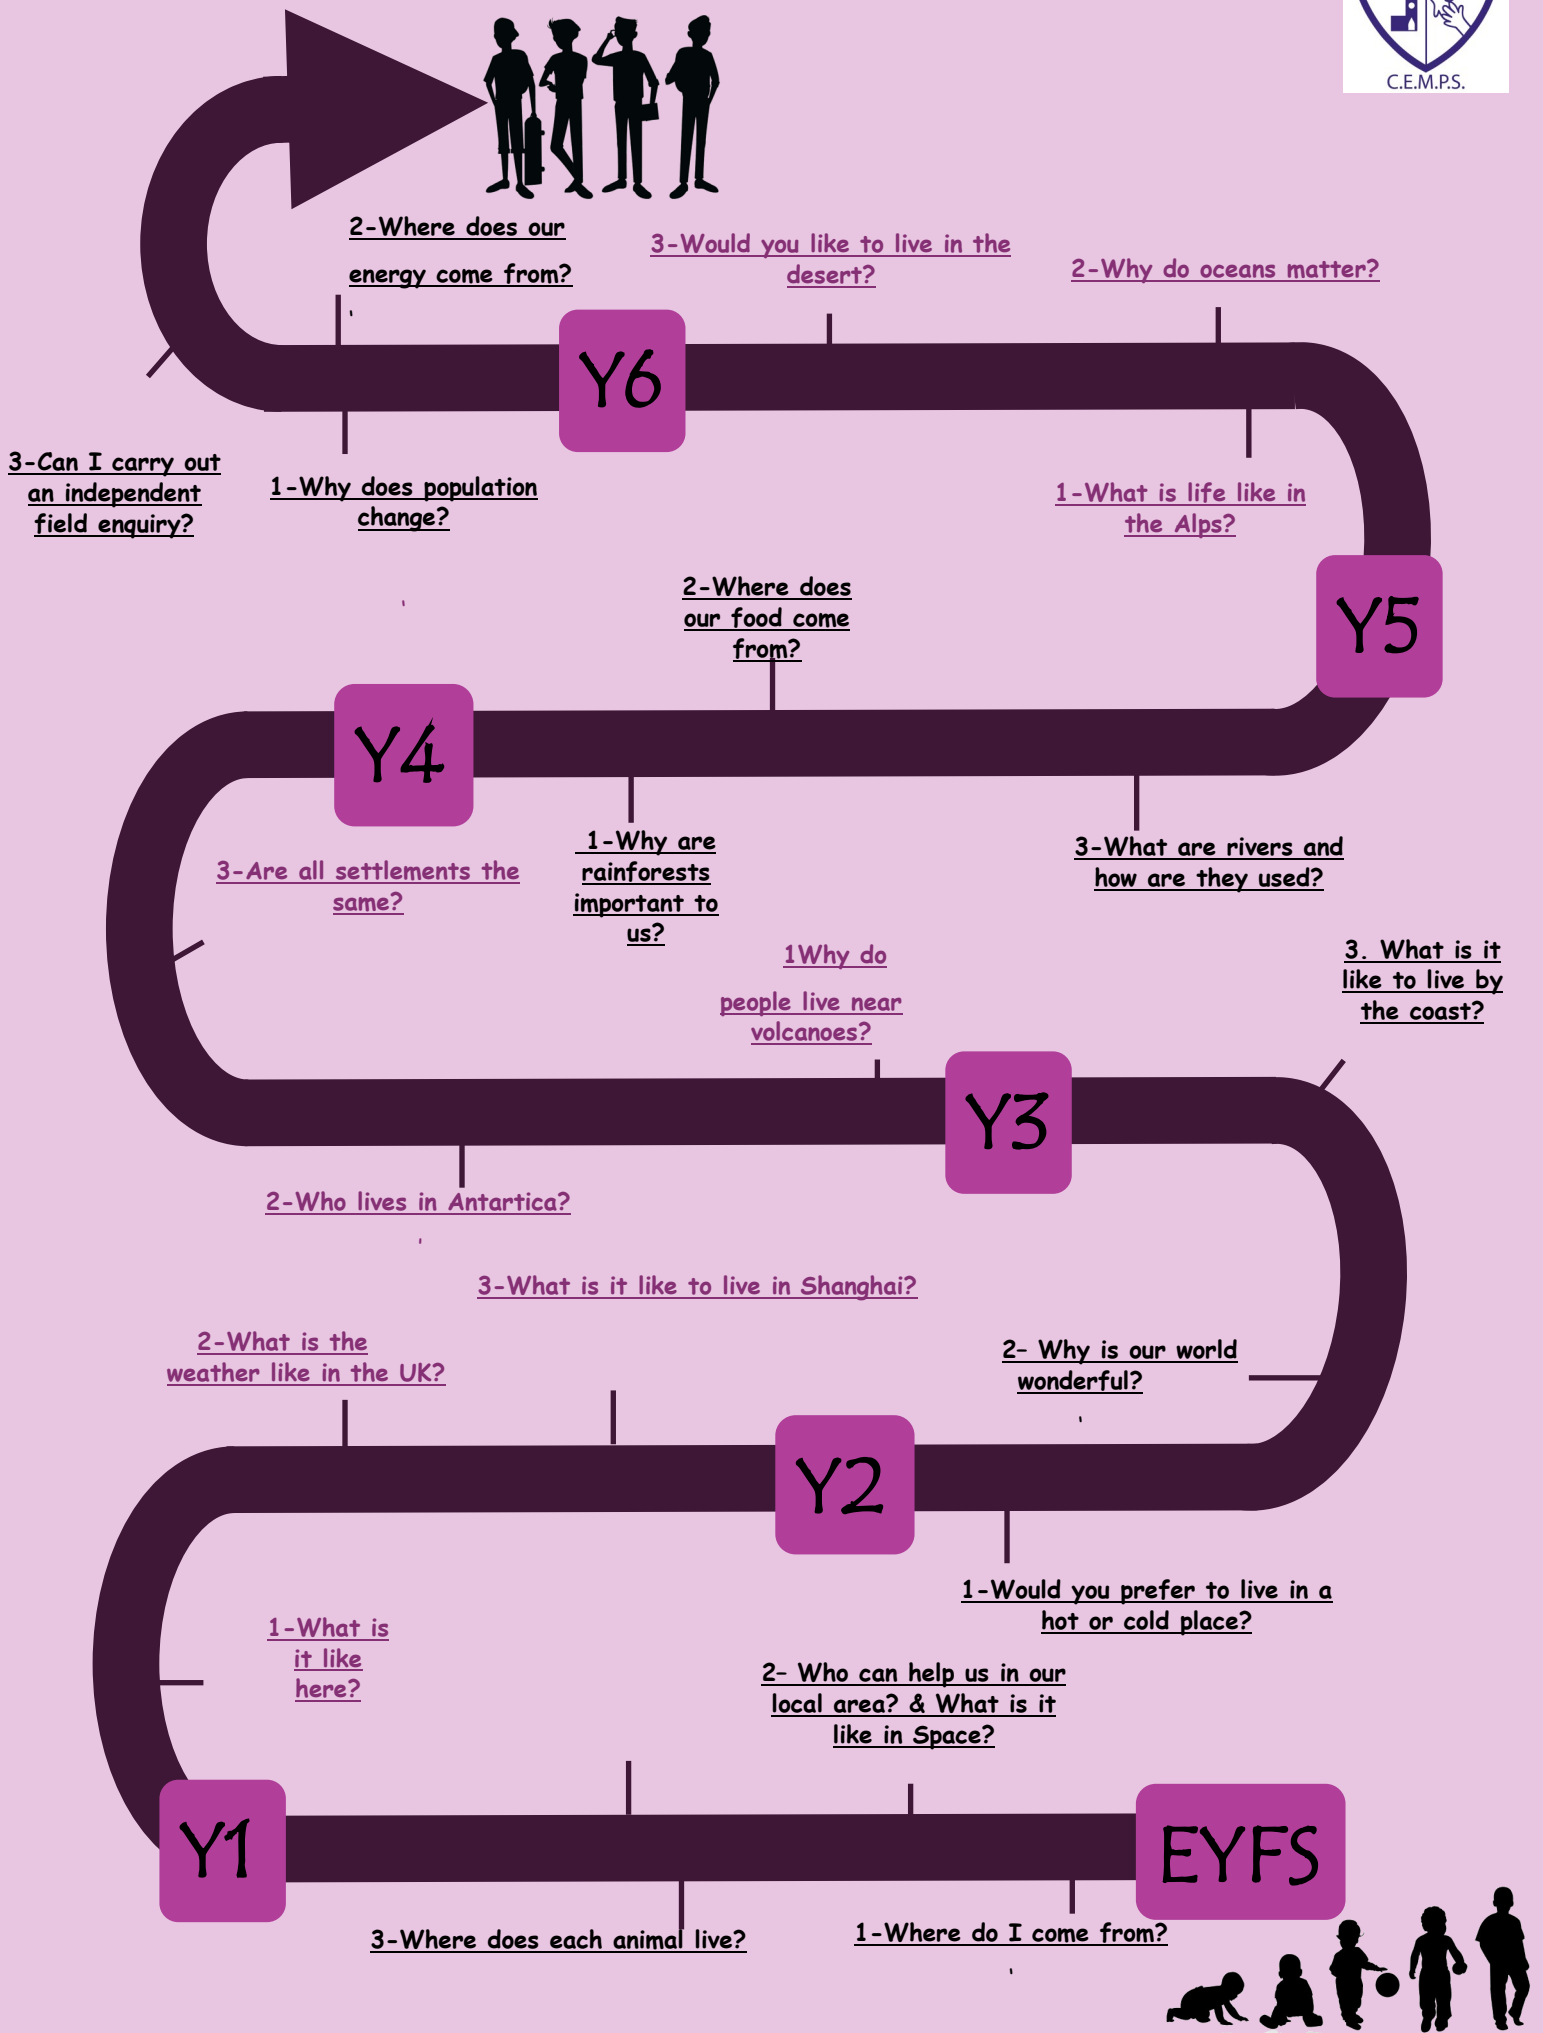 C.E.M.P.S.
2-Where does our
energy come from?
3-Would you like to live in the
desert?
2-Why do oceans matter?
Y6
3-Can I carry out
an independent
field enquiry?
1-Why does population
change?
1-What is life like in
the Alps?
Y5
2-Where does
our food come
from?
Y4
3-Are all settlements the
same?
1-Why are
rainforests
important to
us?
3-What are rivers and
how are they used?
1Why do
people live near
volcanoes?
3. What is it
like to live by
the coast?
Y3
2-Who lives in Antartica?
3-What is it like to live in Shanghai?
2-What is the
weather like in the UK?
2- Why is our world
wonderful?
Y2
1-Would you prefer to live in a
hot or cold place?
1-What is
it like
here?
2- Who can help us in our
local area? & What is it
like in Space?
Y1
EYFS
3-Where does each animal live?
1-Where do I come from?